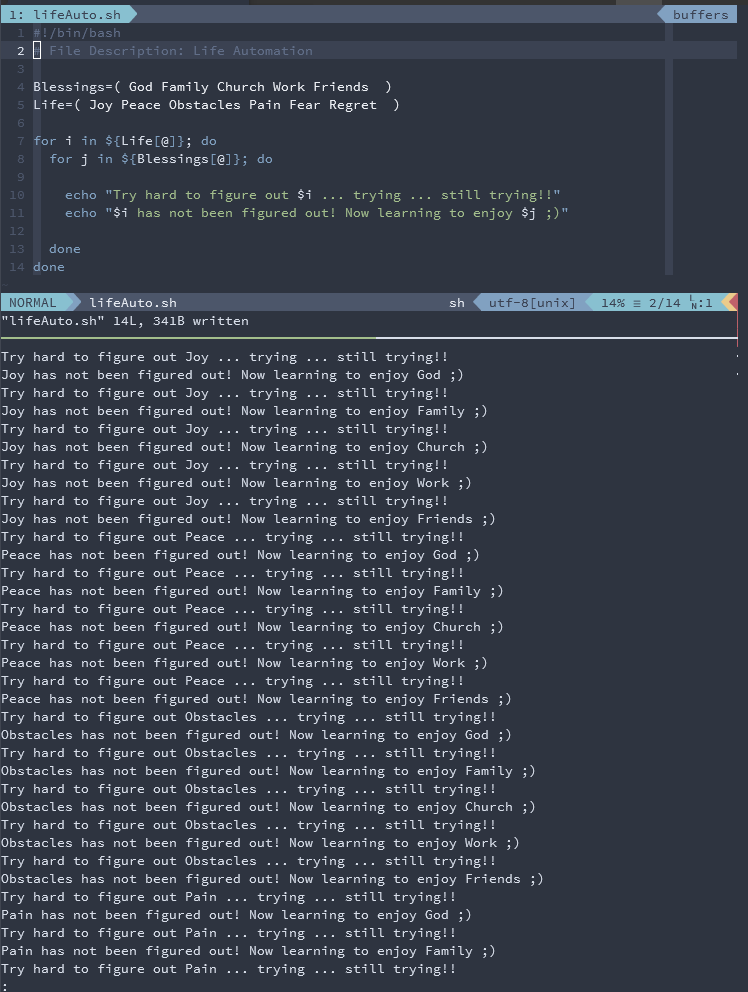 1: lifeAuto.sh buffers
1 #!/bin/bash
2 # File Description: Life Automation
3
4 Blessings=( God Family Church Work Friends  )
5 Life=( Joy Peace Obstacles Pain Fear Regret  )
6
7 for i in ${Life[@]}; do
8   for j in ${Blessings[@]}; do
9
10     echo "Try hard to figure out $i ... trying ... still trying!!"
11     echo "$i has not been figured out! Now learning to enjoy $j ;)"
12
13   done
14 done
NORMAL lifeAuto.sh sh utf-8[unix] 14% ≡ 2/14 ㏑:1
"lifeAuto.sh" 14L, 341B written
Try hard to figure out Joy ... trying ... still trying!!
Joy has not been figured out! Now learning to enjoy God ;)
Try hard to figure out Joy ... trying ... still trying!!
Joy has not been figured out! Now learning to enjoy Family ;)
Try hard to figure out Joy ... trying ... still trying!!
Joy has not been figured out! Now learning to enjoy Church ;)
Try hard to figure out Joy ... trying ... still trying!!
Joy has not been figured out! Now learning to enjoy Work ;)
Try hard to figure out Joy ... trying ... still trying!!
Joy has not been figured out! Now learning to enjoy Friends ;)
Try hard to figure out Peace ... trying ... still trying!!
Peace has not been figured out! Now learning to enjoy God ;)
Try hard to figure out Peace ... trying ... still trying!!
Peace has not been figured out! Now learning to enjoy Family ;)
Try hard to figure out Peace ... trying ... still trying!!
Peace has not been figured out! Now learning to enjoy Church ;)
Try hard to figure out Peace ... trying ... still trying!!
Peace has not been figured out! Now learning to enjoy Work ;)
Try hard to figure out Peace ... trying ... still trying!!
Peace has not been figured out! Now learning to enjoy Friends ;)
Try hard to figure out Obstacles ... trying ... still trying!!
Obstacles has not been figured out! Now learning to enjoy God ;)
Try hard to figure out Obstacles ... trying ... still trying!!
Obstacles has not been figured out! Now learning to enjoy Family ;)
Try hard to figure out Obstacles ... trying ... still trying!!
Obstacles has not been figured out! Now learning to enjoy Church ;)
Try hard to figure out Obstacles ... trying ... still trying!!
Obstacles has not been figured out! Now learning to enjoy Work ;)
Try hard to figure out Obstacles ... trying ... still trying!!
Obstacles has not been figured out! Now learning to enjoy Friends ;)
Try hard to figure out Pain ... trying ... still trying!!
Pain has not been figured out! Now learning to enjoy God ;)
Try hard to figure out Pain ... trying ... still trying!!
Pain has not been figured out! Now learning to enjoy Family ;)
Try hard to figure out Pain ... trying ... still trying!!
: